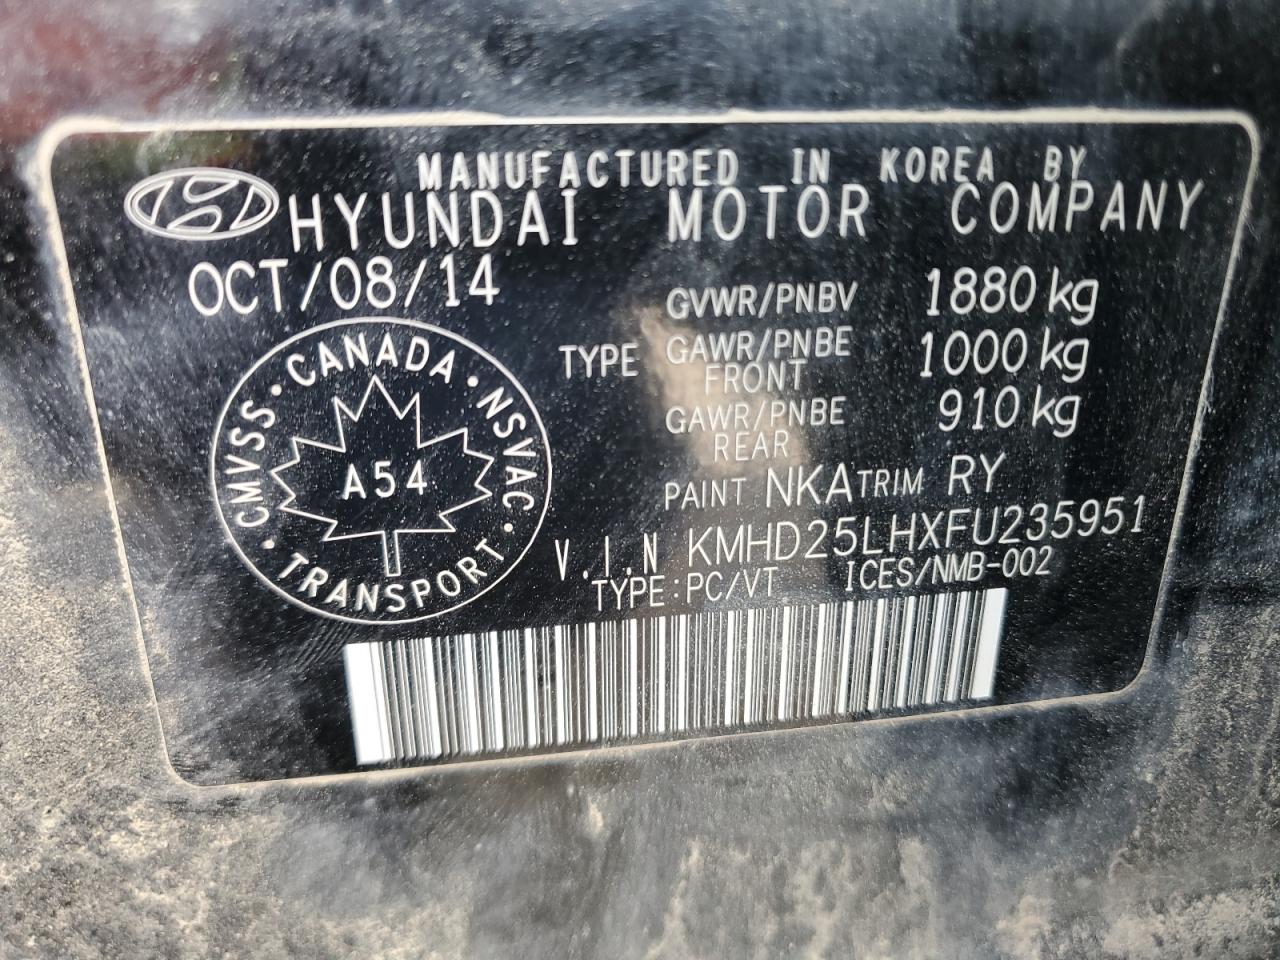 MANUFACTURED IN KOREA BY
HYUNDAI MOTOR COMPANY
OCT/08/14
GVWR/PNBV 1880 kg
TYPE GAWR/PNBE FRONT 1000 kg
GAWR/PNBE REAR 910 kg
PAINT NKA TRIM RY
V.I.N KMHD25LHXFU235951
TYPE:PC/VT ICES/NMB-002
CMVSS · CANADA · NSVAC · TRANSPORT ·
A54